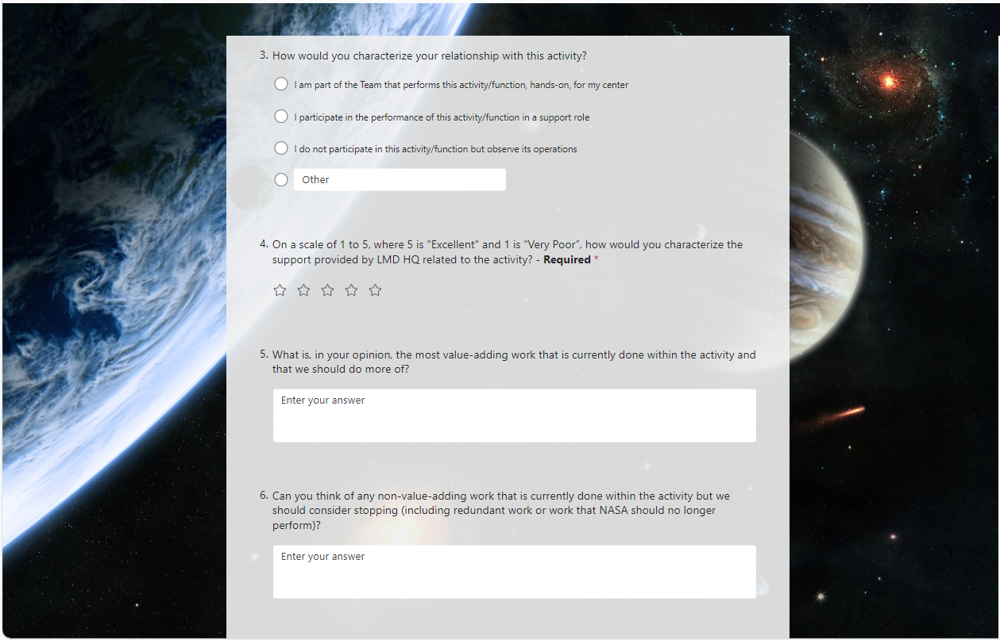 3. How would you characterize your relationship with this activity?
I am part of the Team that performs this activity/function, hands-on, for my center
I participate in the performance of this activity/function in a support role
I do not participate in this activity/function but observe its operations
Other
4. On a scale of 1 to 5, where 5 is "Excellent" and 1 is “Very Poor”, how would you characterize the
support provided by LMD HQ related to the activity? - Required *
5. What is, in your opinion, the most value-adding work that is currently done within the activity and
that we should do more of?
Enter your answer
6. Can you think of any non-value-adding work that is currently done within the activity but we
should consider stopping (including redundant work or work that NASA should no longer
perform)?
Enter your answer